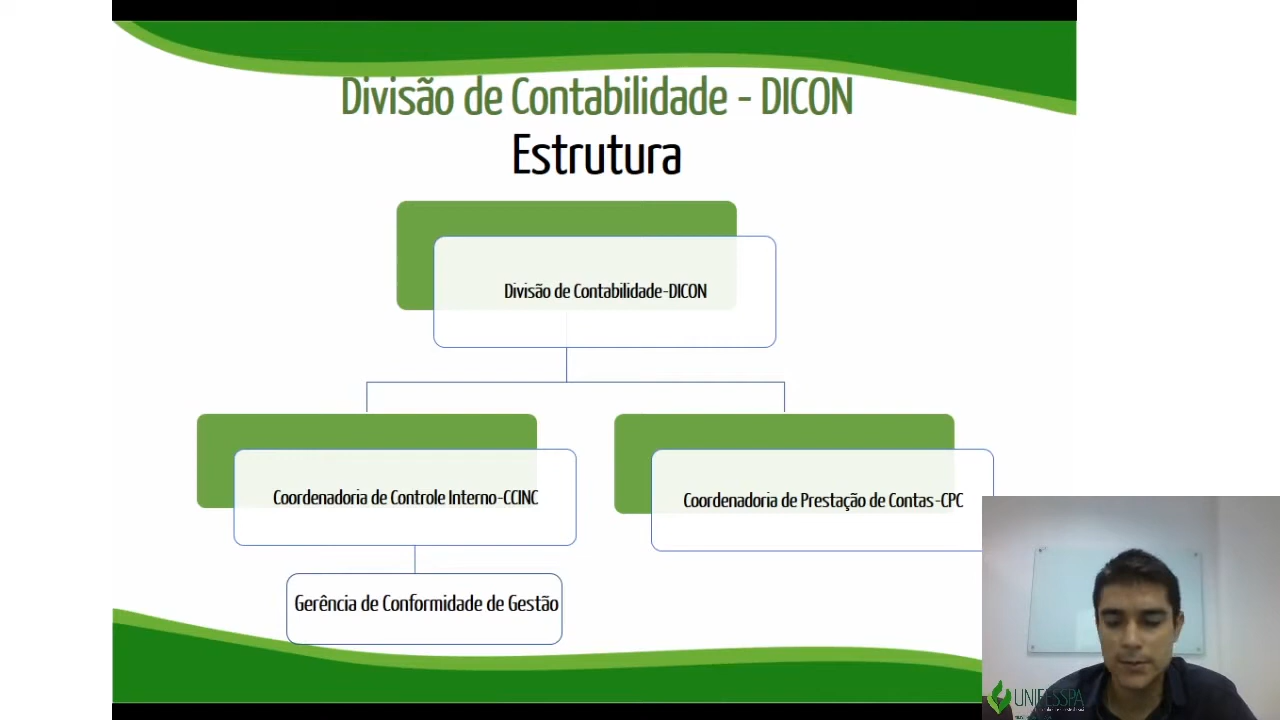 Divisão de Contabilidade - DICON
Estrutura
Divisão de Contabilidade-DICON
Coordenadoria de Controle Interno-CCINC
Coordenadoria de Prestação de Contas-CPC
Gerência de Conformidade de Gestão
UNIFESSPA